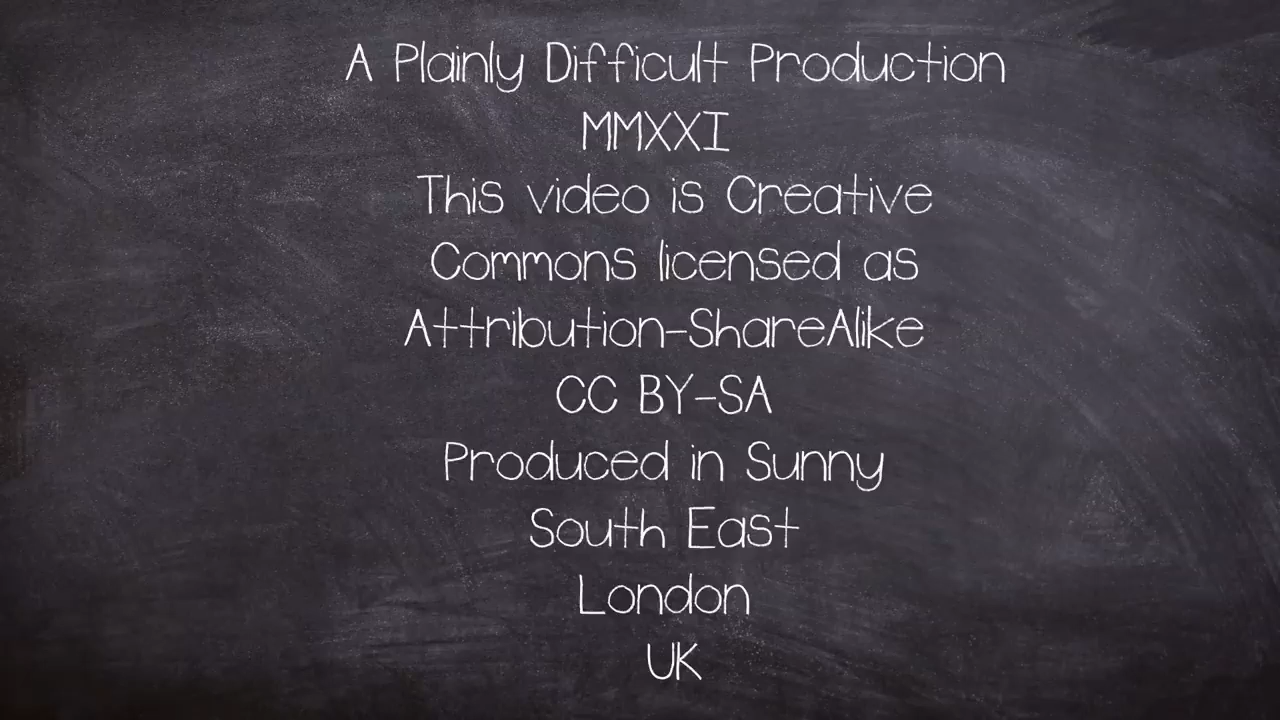 A Plainly Difficult Production
MMXXI
This video is Creative
Commons licensed as
Attribution-ShareAlike
CC BY-SA
Produced in Sunny
South East
London
UK